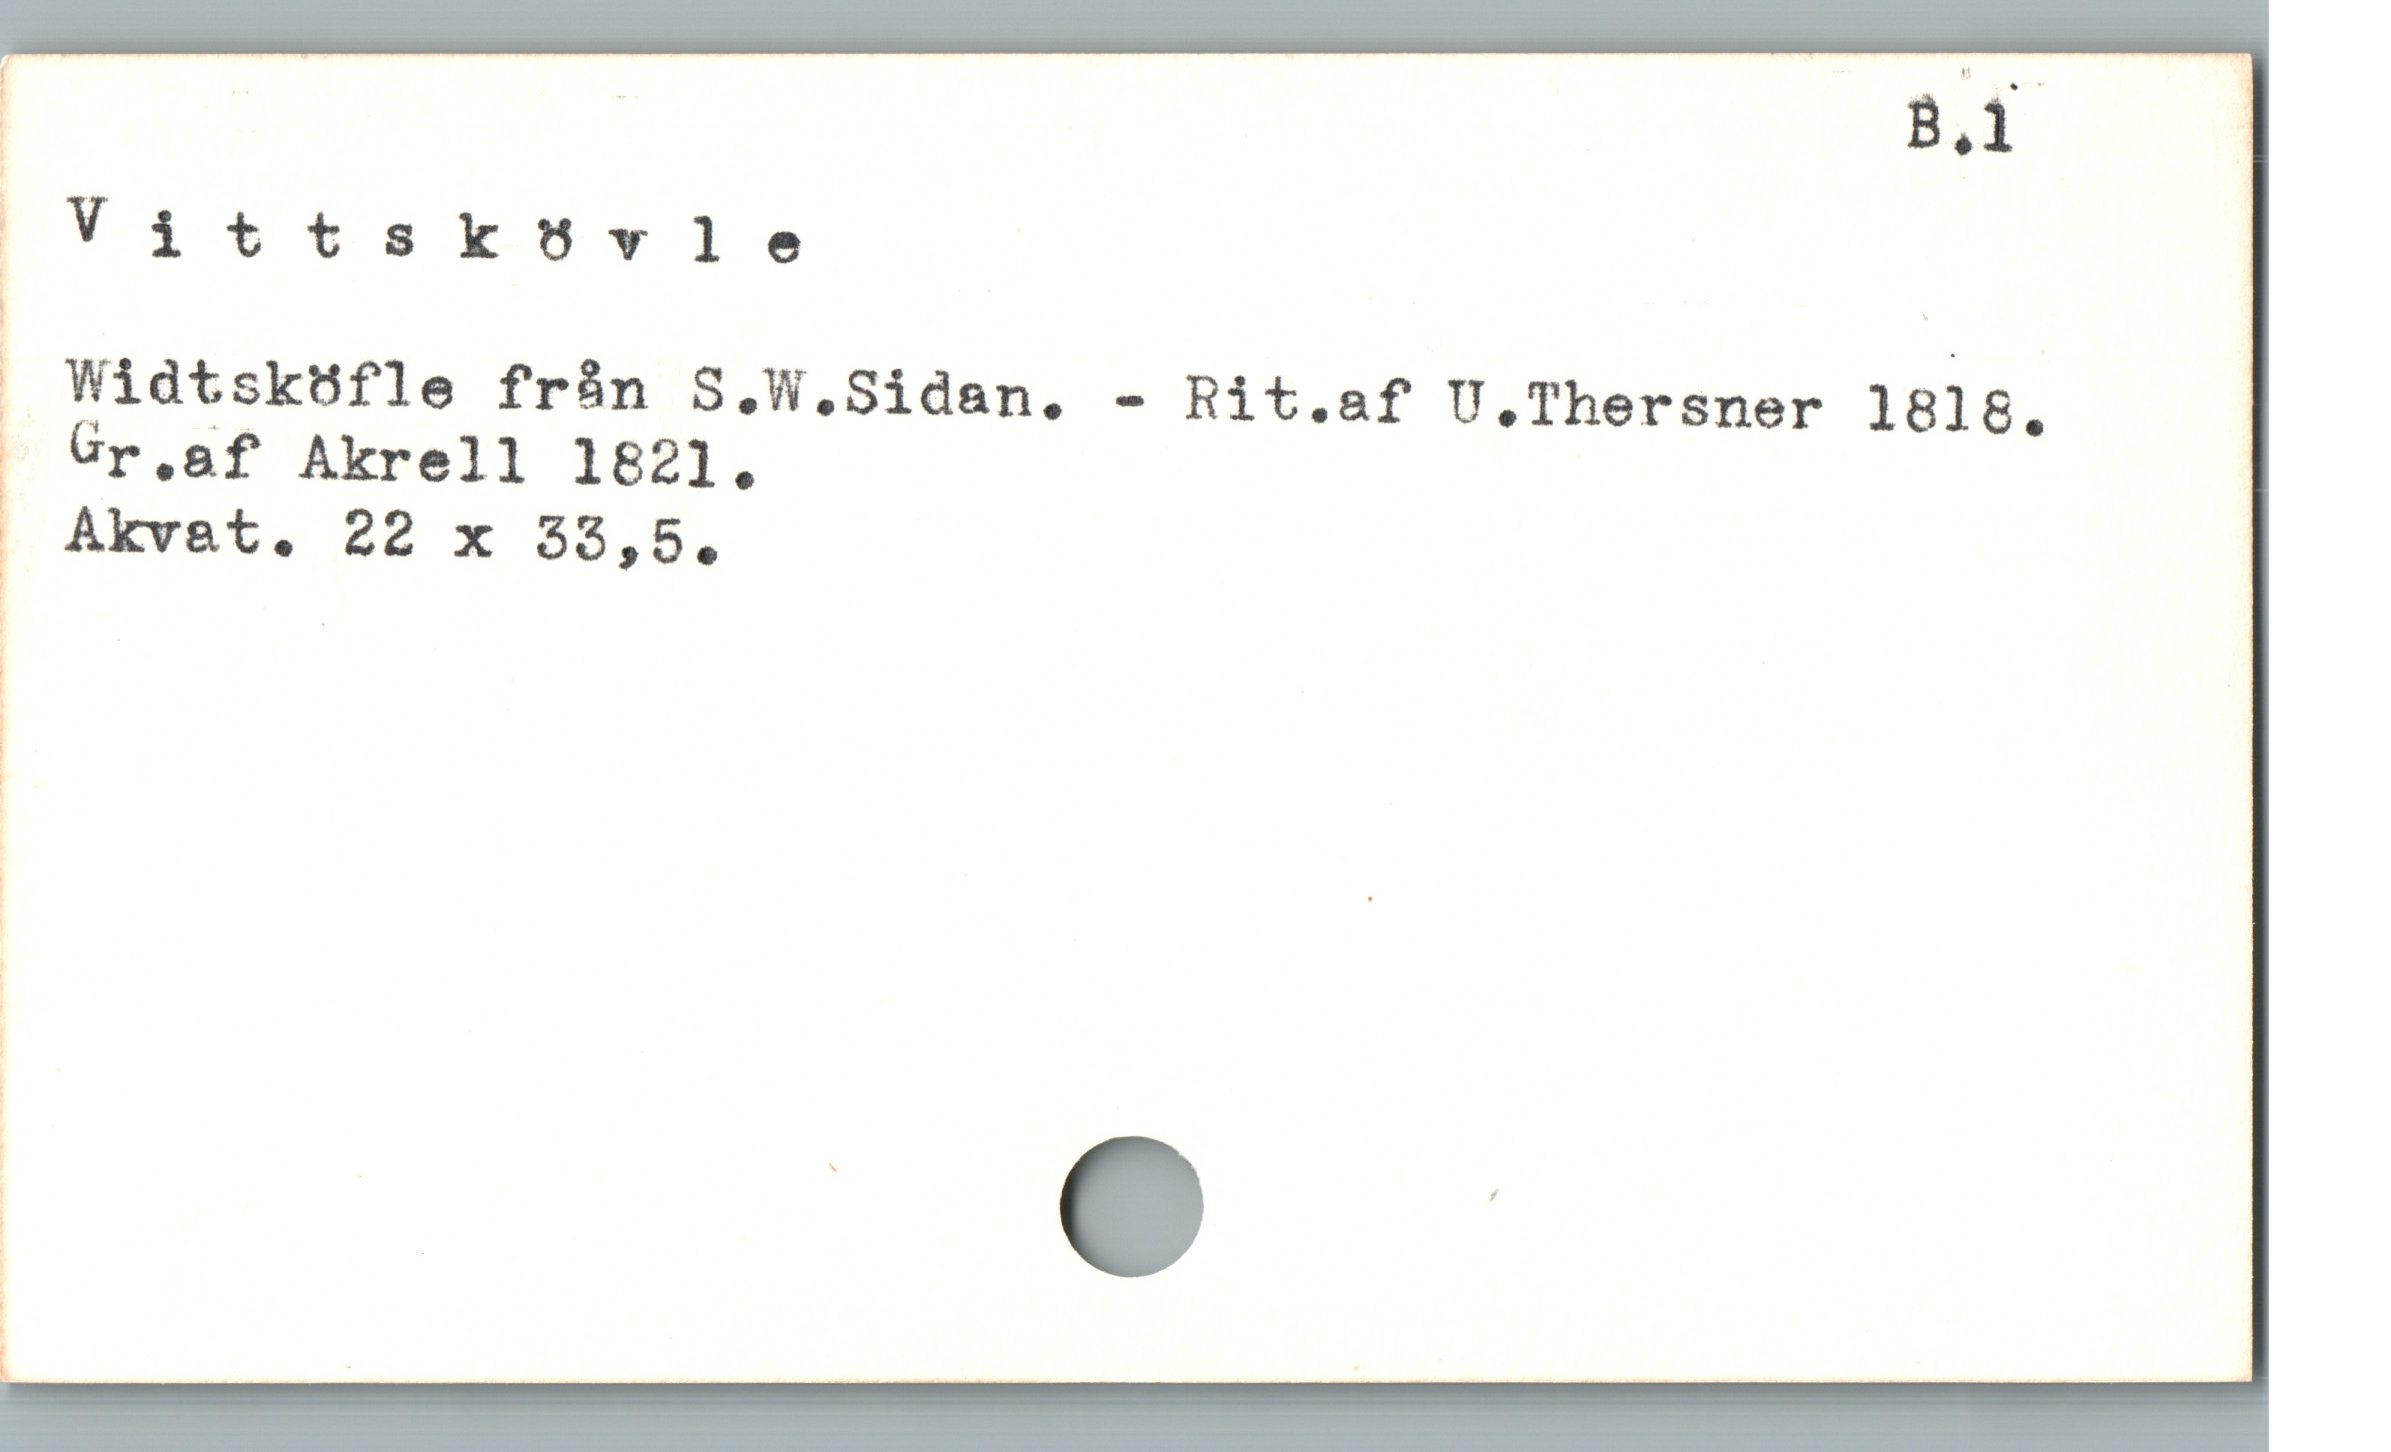 B.1
V i t t s k ö v l e
Widtsköfle från S.W.Sidan. - Rit.af U.Thersner 1818.
Gr.af Akrell 1821.
Akvat. 22 x 33,5.